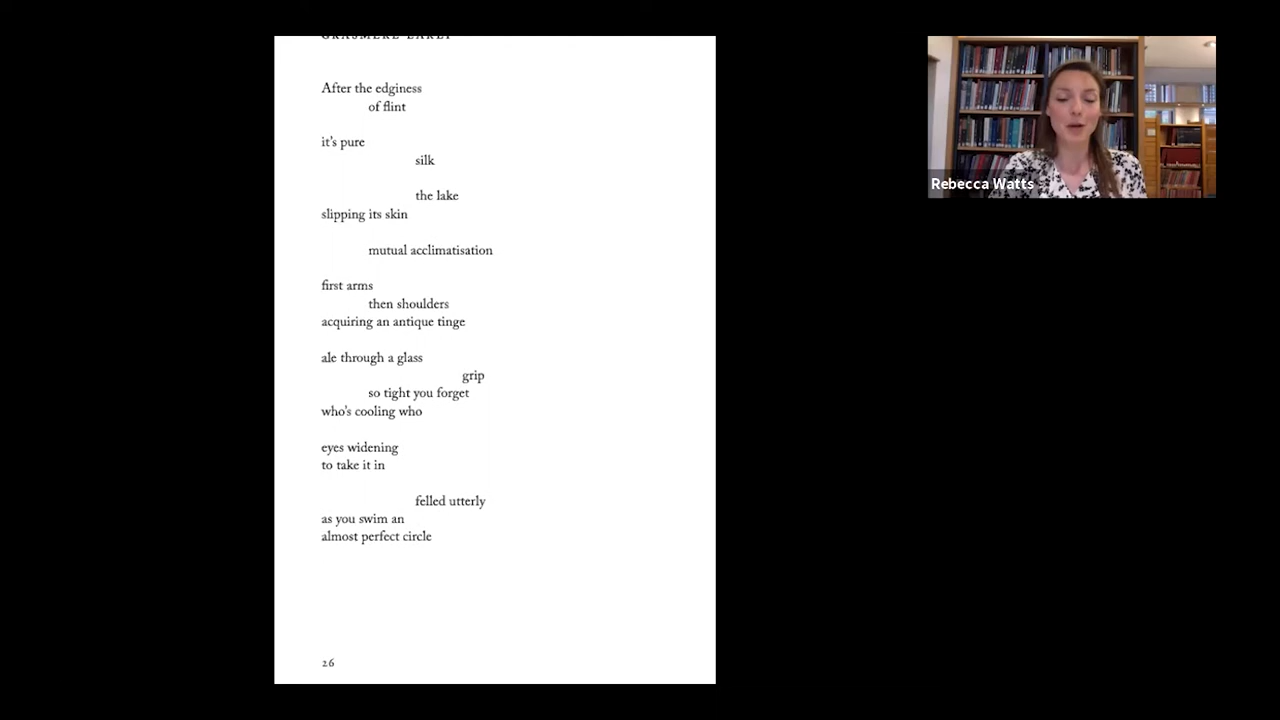 GRASMERE EARLY
After the edginess
of flint
it's pure
silk
the lake
slipping its skin
mutual acclimatisation
first arms
then shoulders
acquiring an antique tinge
ale through a glass
grip
so tight you forget
who's cooling who
eyes widening
to take it in
felled utterly
as you swim an
almost perfect circle
26
Rebecca Watts